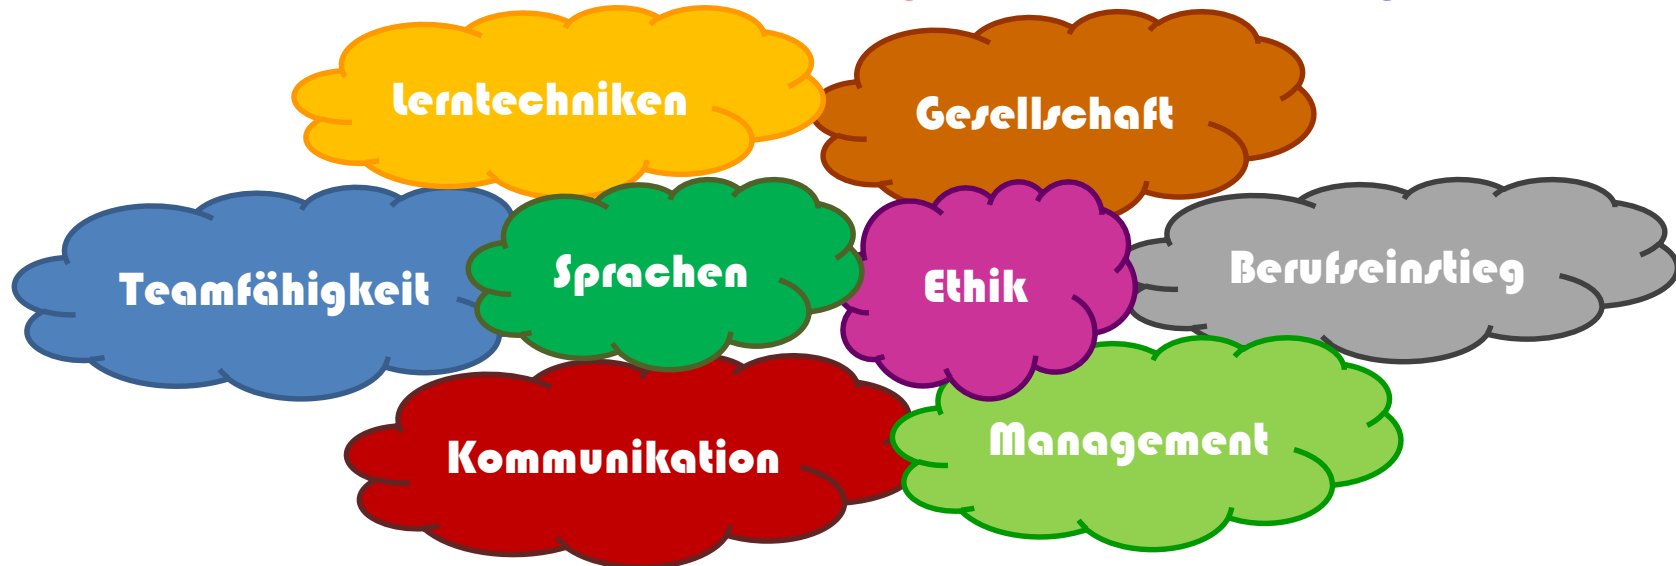 Lerntechniken
Gesellschaft
Teamfähigkeit
Sprachen
Ethik
Berufseinstieg
Kommunikation
Management